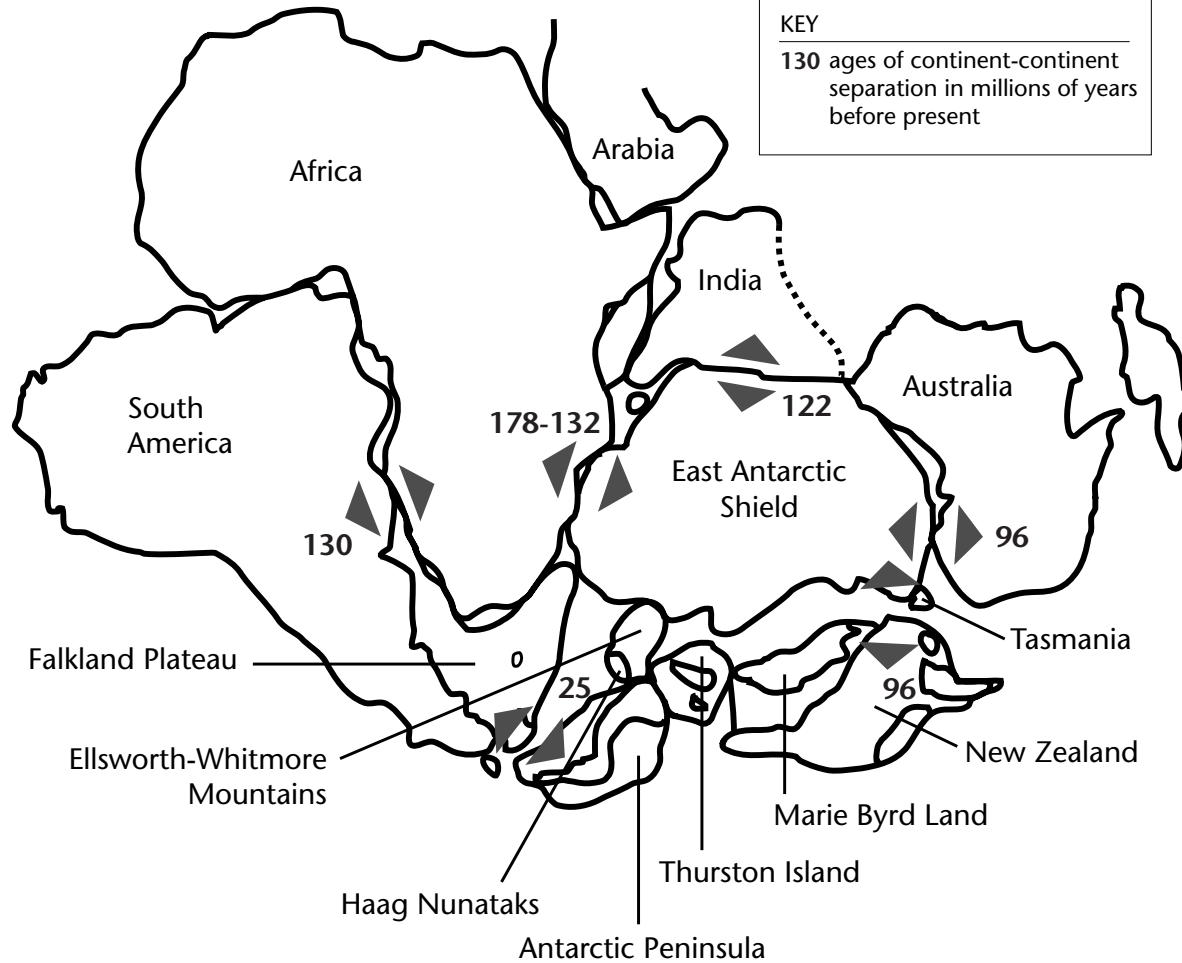 KEY
130 ages of continent-continent
separation in millions of years
before present
Africa
Arabia
India
South
America
178-132
122
Australia
East Antarctic
Shield
130
96
Falkland Plateau
Tasmania
25
96
Ellsworth-Whitmore
Mountains
New Zealand
Marie Byrd Land
Thurston Island
Haag Nunataks
Antarctic Peninsula